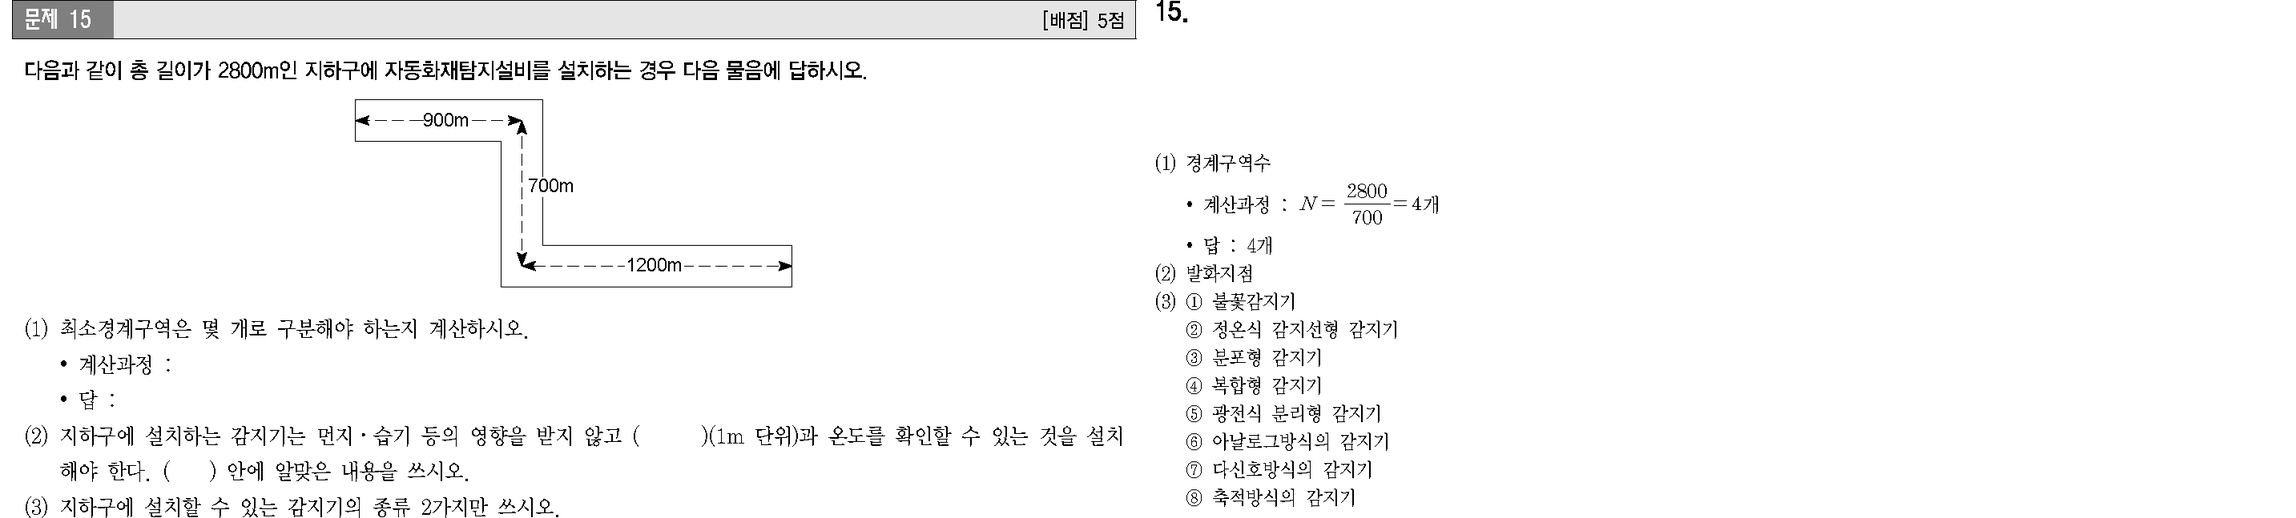 문제 15
[배점] 5점
다음과 같이 총 길이가 2800m인 지하구에 자동화재탐지설비를 설치하는 경우 다음 물음에 답하시오.
900m
700m
1200m
(1) 최소경계구역은 몇 개로 구분해야 하는지 계산하시오.
• 계산과정 :
• 답 :
(2) 지하구에 설치하는 감지기는 먼지·습기 등의 영향을 받지 않고 (          )(1m 단위)과 온도를 확인할 수 있는 것을 설치
해야 한다. (     ) 안에 알맞은 내용을 쓰시오.
(3) 지하구에 설치할 수 있는 감지기의 종류 2가지만 쓰시오.
15.
(1) 경계구역수
• 계산과정 : N = 2800/700 = 4개
• 답 : 4개
(2) 발화지점
(3) ① 불꽃감지기
② 정온식 감지선형 감지기
③ 분포형 감지기
④ 복합형 감지기
⑤ 광전식 분리형 감지기
⑥ 아날로그방식의 감지기
⑦ 다신호방식의 감지기
⑧ 축적방식의 감지기